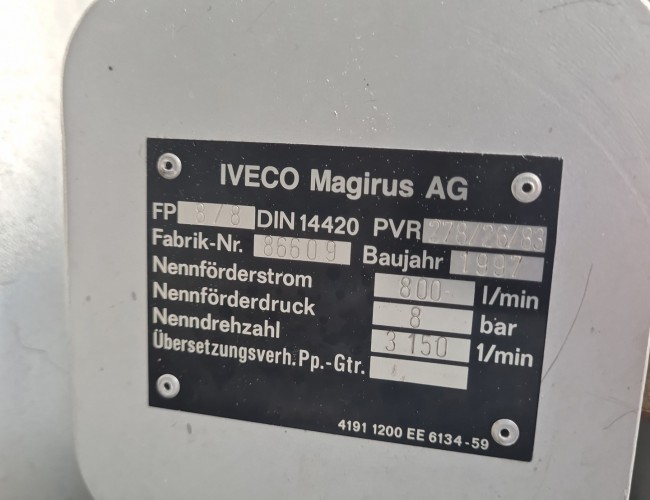 IVECO Magirus AG
FP 8/8 DIN 14420 PVR 278/26/83
Fabrik-Nr. 86609 Baujahr 1997
Nennförderstrom 800- l/min
Nennförderdruck 8 bar
Nenndrehzahl 3150 1/min
Übersetzungsverh. Pp.-Gtr.
4191 1200 EE 6134-59